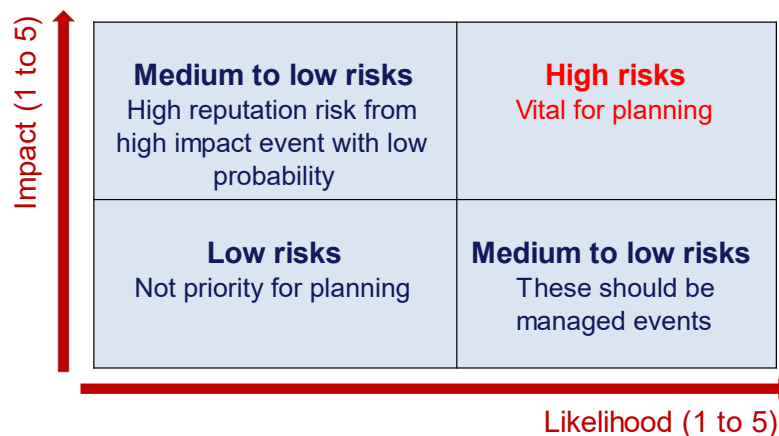 Impact (1 to 5)
Medium to low risks
High reputation risk from
high impact event with low
probability
High risks
Vital for planning
Low risks
Not priority for planning
Medium to low risks
These should be
managed events
Likelihood (1 to 5)